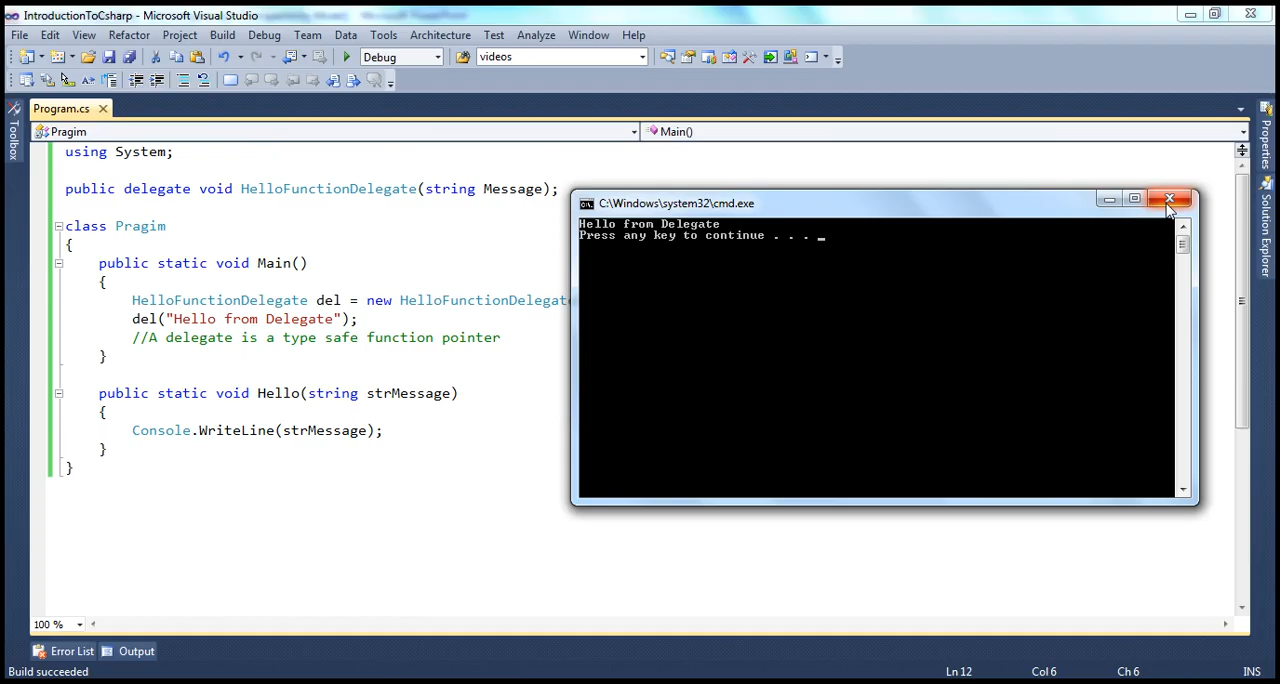 IntroductionToCsharp - Microsoft Visual Studio
File Edit View Refactor Project Build Debug Team Data Tools Architecture Test Analyze Window Help
Debug videos
Program.cs
Pragim Main()
Toolbox
Properties
Solution Explorer
using System;
public delegate void HelloFunctionDelegate(string Message);
class Pragim
{
public static void Main()
{
HelloFunctionDelegate del = new HelloFunctionDelegate
del("Hello from Delegate");
//A delegate is a type safe function pointer
}
public static void Hello(string strMessage)
{
Console.WriteLine(strMessage);
}
}
C:\Windows\system32\cmd.exe
Hello from Delegate
Press any key to continue . . . _
100 %
Error List Output
Build succeeded Ln 12 Col 6 Ch 6 INS